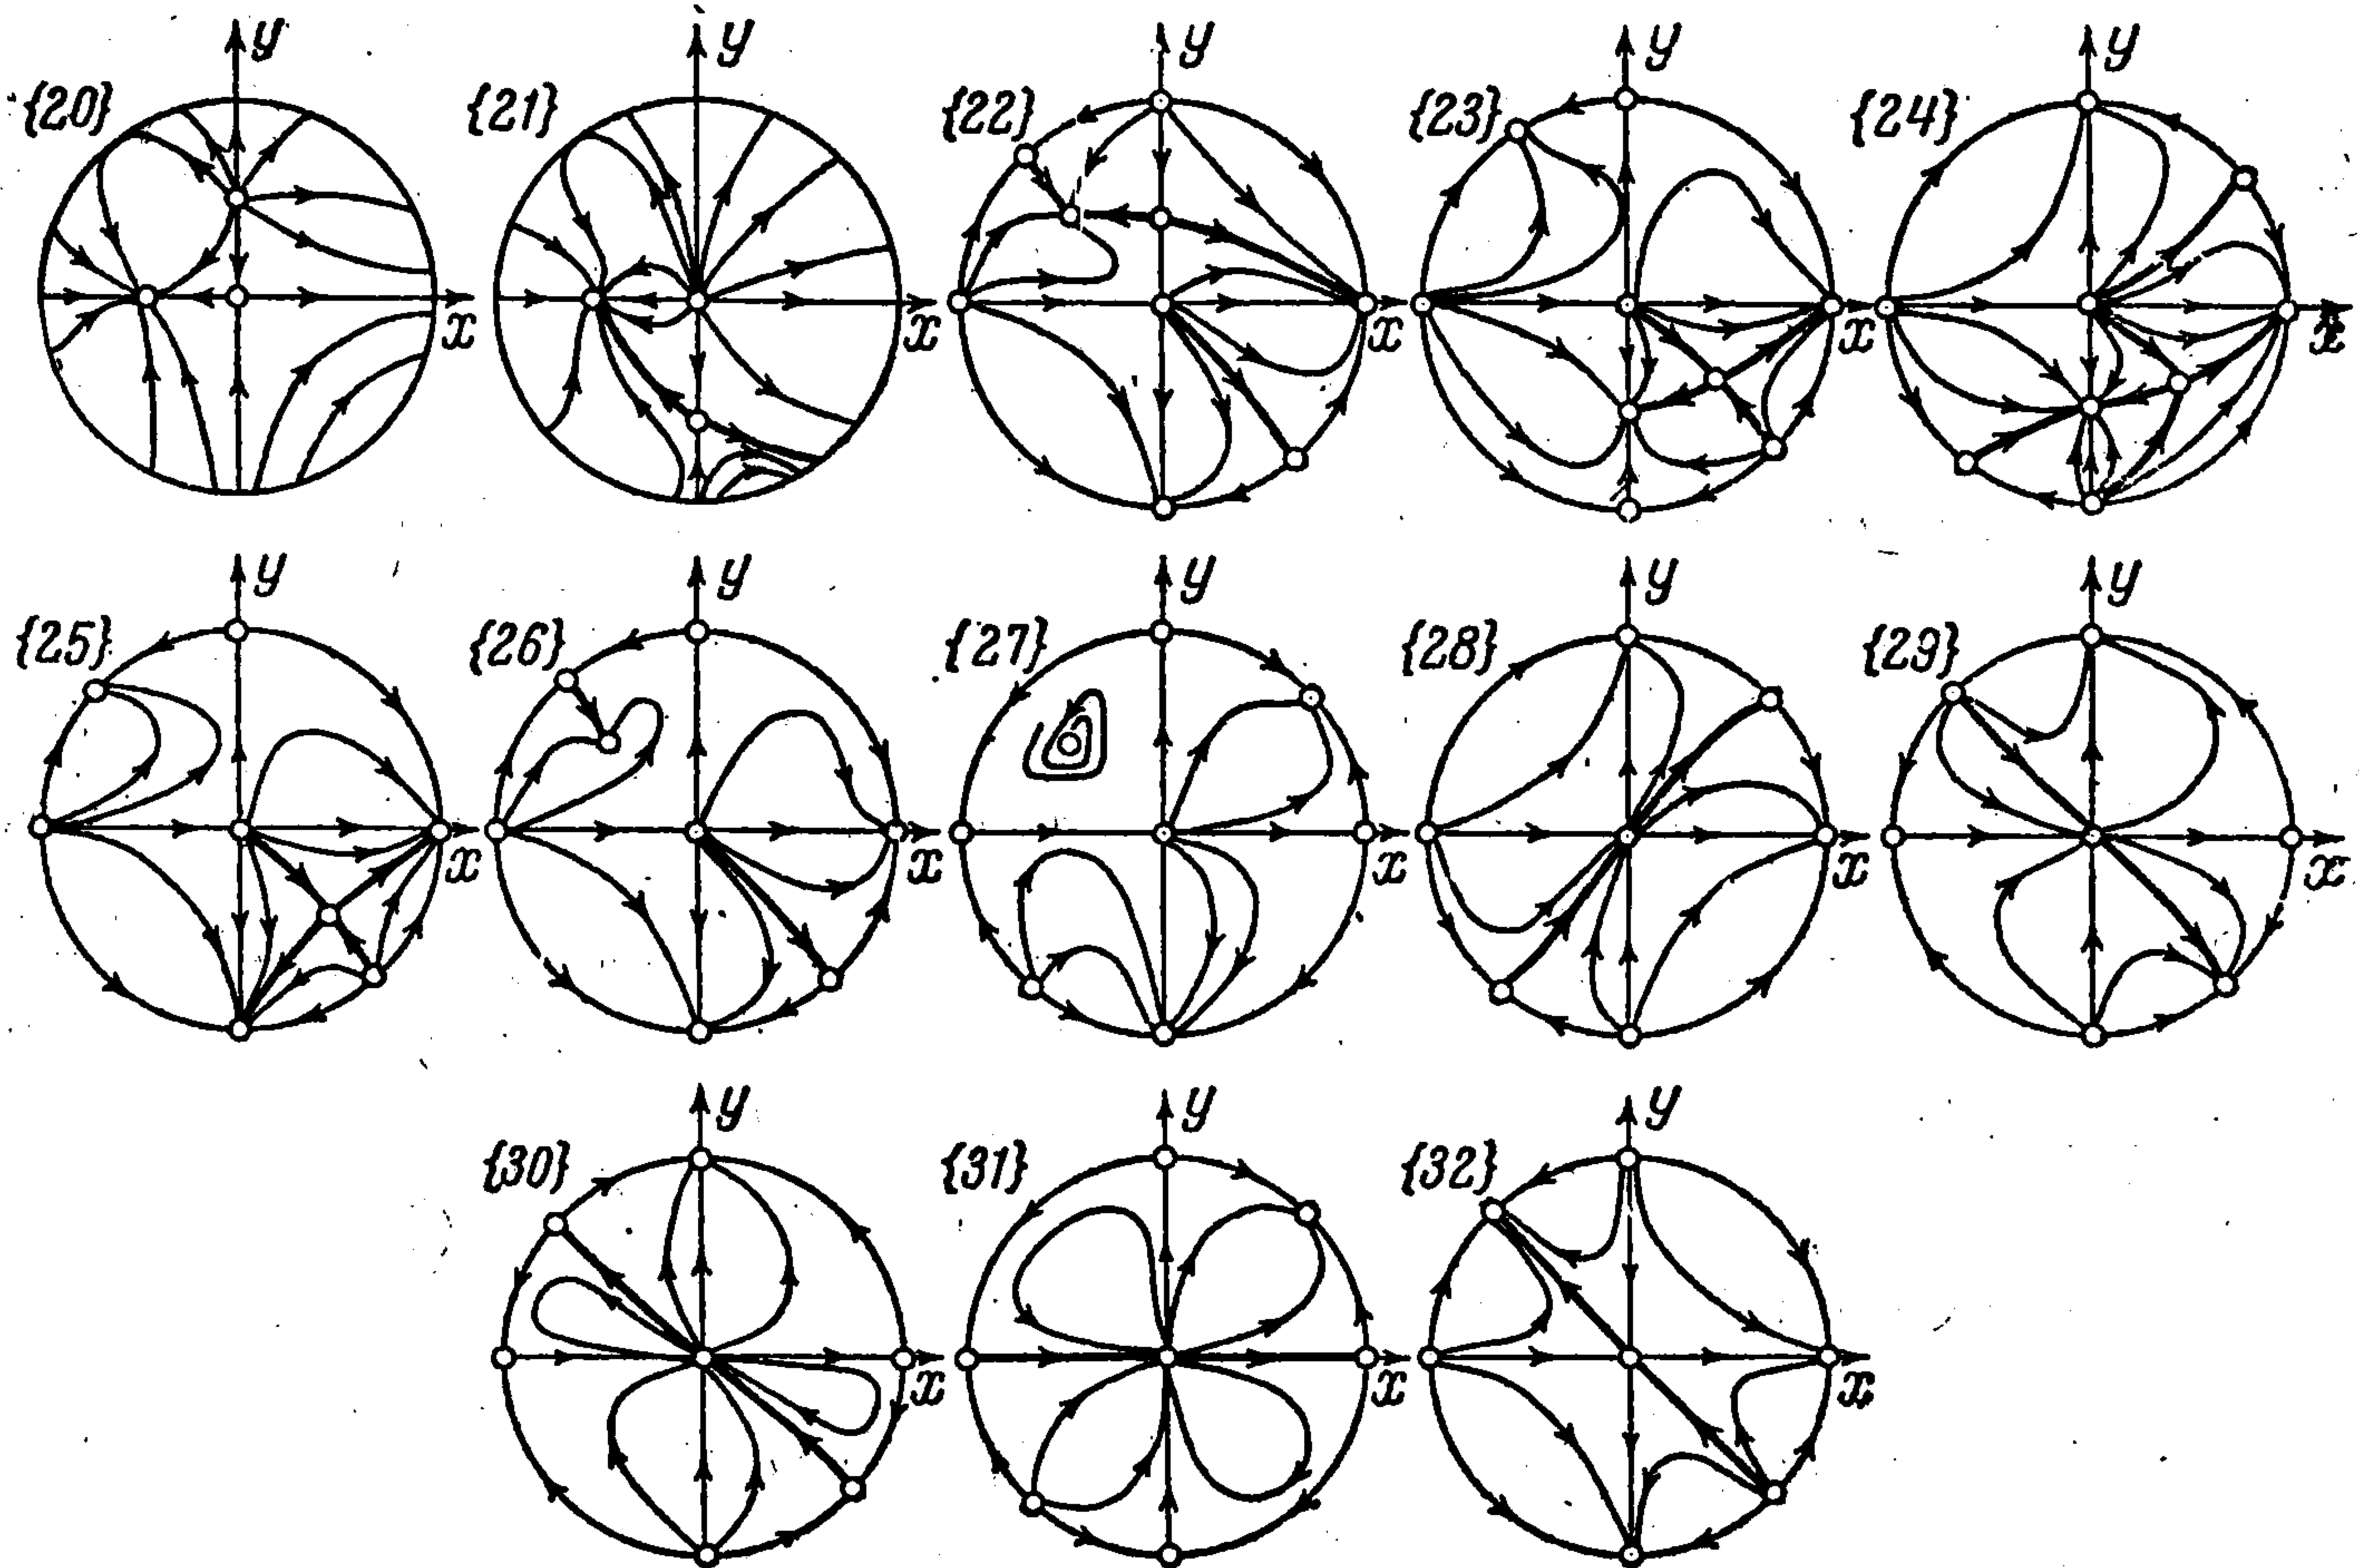 {20} y {21} y {22} y {23} y {24} y
x x x x x
{25} y {26} y {27} y {28} y {29} y
x x x x x
{30} y {31} y {32} y
x x x